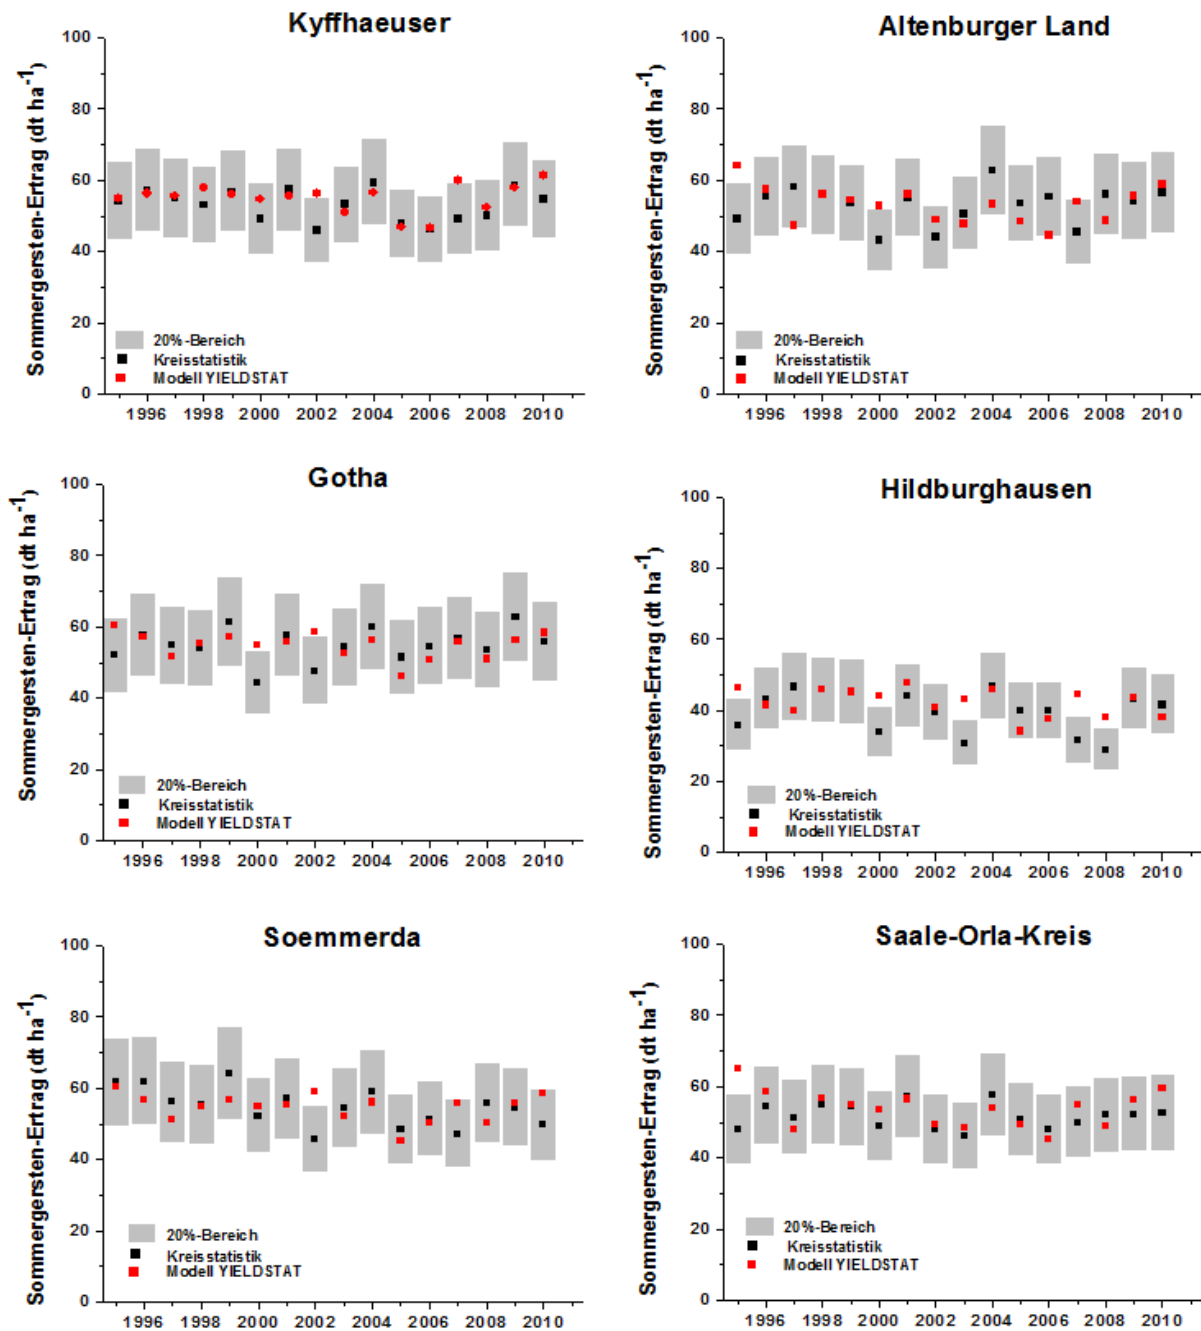 Kyffhaeuser
Sommergersten-Ertrag (dt ha-1)
100
80
60
40
20
0
20%-Bereich
Kreisstatistik
Modell YIELDSTAT
1996 1998 2000 2002 2004 2006 2008 2010
Altenburger Land
Sommergersten-Ertrag (dt ha-1)
100
80
60
40
20
0
20%-Bereich
Kreisstatistik
Modell YIELDSTAT
1996 1998 2000 2002 2004 2006 2008 2010
Gotha
Sommergersten-Ertrag (dt ha-1)
100
80
60
40
20
0
20%-Bereich
Kreisstatistik
Modell YIELDSTAT
1996 1998 2000 2002 2004 2006 2008 2010
Hildburghausen
Sommergersten-Ertrag (dt ha-1)
100
80
60
40
20
0
20%-Bereich
Kreisstatistik
Modell YIELDSTAT
1996 1998 2000 2002 2004 2006 2008 2010
Soemmerda
Sommergersten-Ertrag (dt ha-1)
100
80
60
40
20
0
20%-Bereich
Kreisstatistik
Modell YIELDSTAT
1996 1998 2000 2002 2004 2006 2008 2010
Saale-Orla-Kreis
Sommergersten-Ertrag (dt ha-1)
100
80
60
40
20
0
20%-Bereich
Kreisstatistik
Modell YIELDSTAT
1996 1998 2000 2002 2004 2006 2008 2010